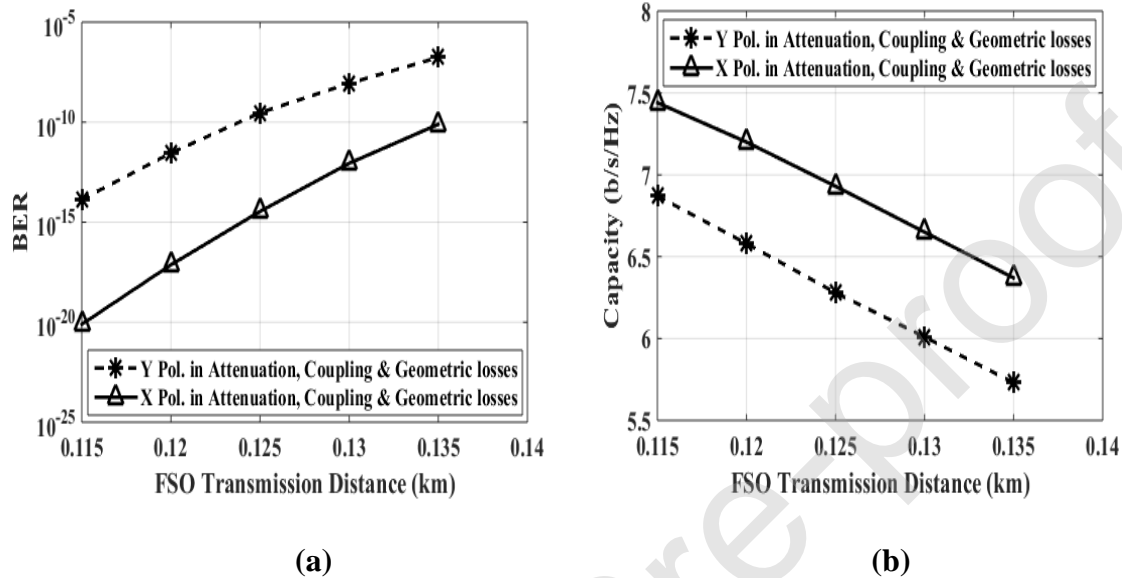 10^-5
10^-10
10^-15
10^-20
10^-25
BER
Y Pol. in Attenuation, Coupling & Geometric losses
X Pol. in Attenuation, Coupling & Geometric losses
0.115 0.12 0.125 0.13 0.135 0.14
FSO Transmission Distance (km)
(a)
8
7.5
7
6.5
6
5.5
Capacity (b/s/Hz)
Y Pol. in Attenuation, Coupling & Geometric losses
X Pol. in Attenuation, Coupling & Geometric losses
0.115 0.12 0.125 0.13 0.135 0.14
FSO Transmission Distance (km)
(b)
re-proof